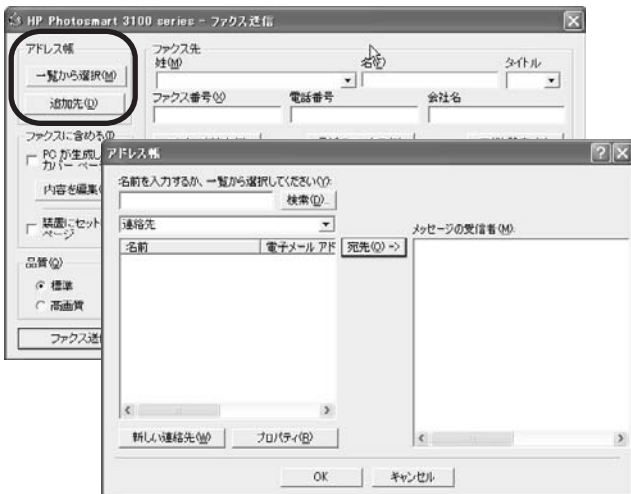 HP Photosmart 3100 series - ファクス送信
アドレス帳
一覧から選択(M)
追加先(D)
ファクス先
姓(M)
名(F)
タイトル
ファクス番号(X)
電話番号
会社名
ファクスに含める
PC が生成し
カバー ペー
内容を編集
装置にセット
ページ
品質(Q)
標準
高画質
ファクス送
アドレス帳
名前を入力するか、一覧から選択してください(Y):
検索(D)...
連絡先
名前
電子メール アド
宛先(O) ->
メッセージの受信者(M):
新しい連絡先(W)
プロパティ(R)
OK
キャンセル